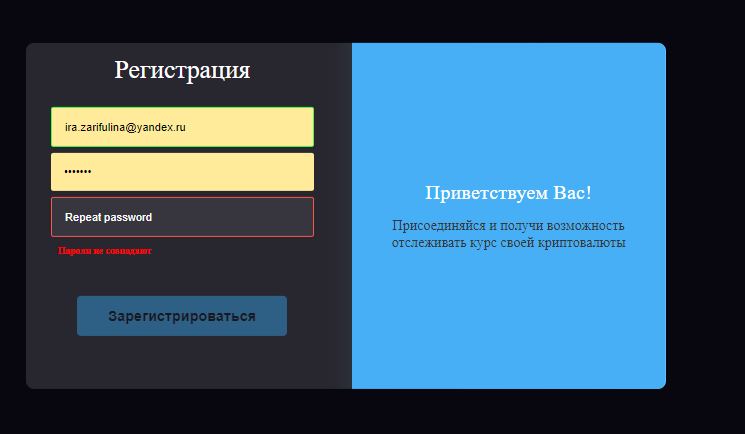 Регистрация
ira.zarifulina@yandex.ru
•••••••
Repeat password
Пароли не совпадают
Зарегистрироваться
Приветствуем Вас!
Присоединяйся и получи возможность
отслеживать курс своей криптовалюты